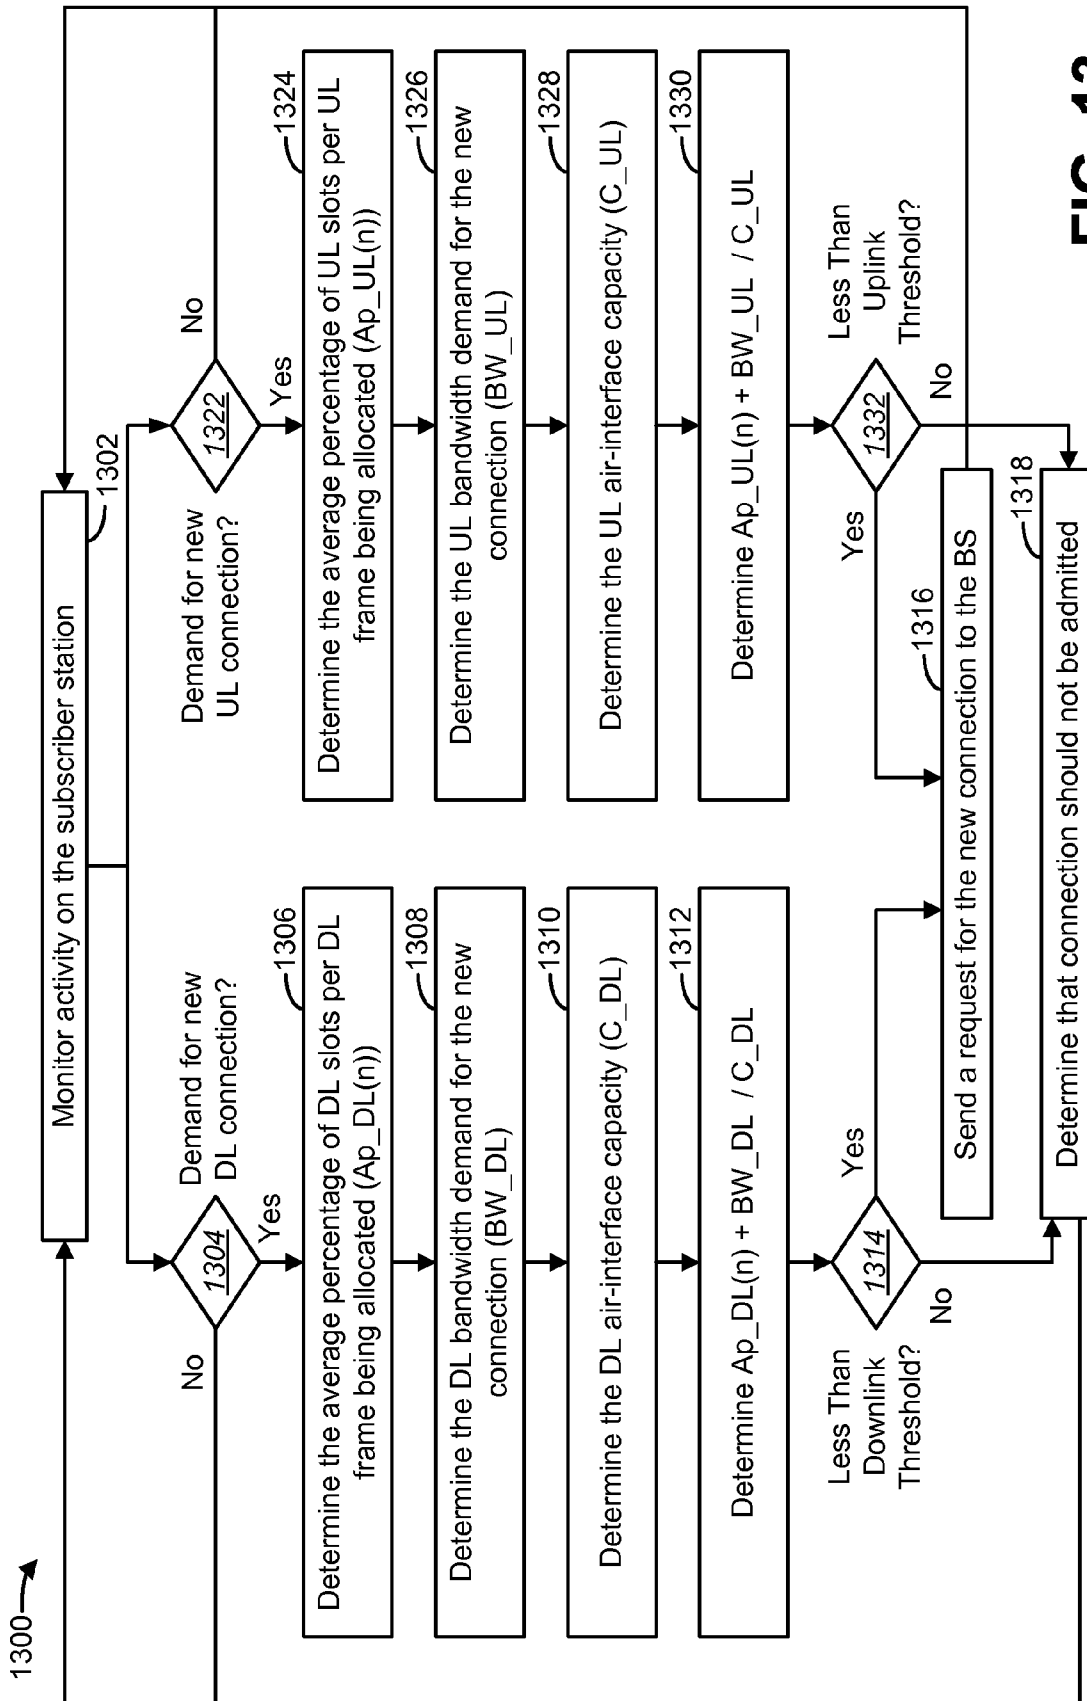 1300
Monitor activity on the subscriber station
1302
Demand for new
DL connection?
1304
No
Yes
Determine the average percentage of DL slots per DL
frame being allocated (Ap_DL(n))
1306
Determine the DL bandwidth demand for the new
connection (BW_DL)
1308
Determine the DL air-interface capacity (C_DL)
1310
Determine Ap_DL(n) + BW_DL / C_DL
1312
Less Than
Downlink
Threshold?
1314
Yes
No
Demand for new
UL connection?
1322
No
Yes
Determine the average percentage of UL slots per UL
frame being allocated (Ap_UL(n))
1324
Determine the UL bandwidth demand for the new
connection (BW_UL)
1326
Determine the UL air-interface capacity (C_UL)
1328
Determine Ap_UL(n) + BW_UL / C_UL
1330
Less Than
Uplink
Threshold?
1332
Yes
No
Send a request for the new connection to the BS
1316
Determine that connection should not be admitted
1318